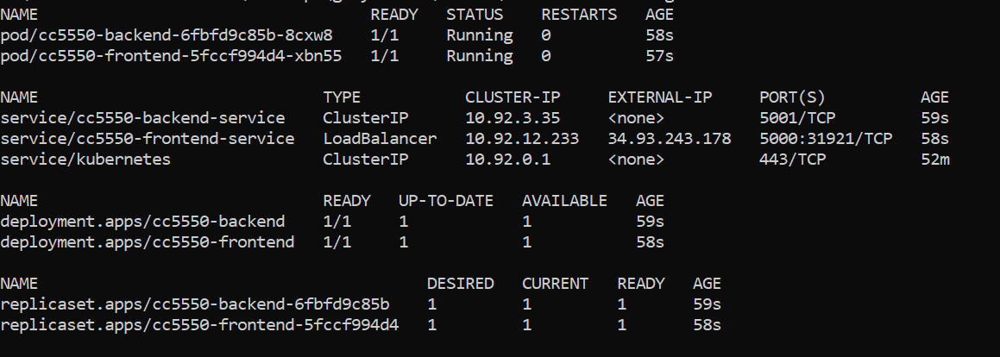 NAME READY STATUS RESTARTS AGE
pod/cc5550-backend-6fbfd9c85b-8cxw8 1/1 Running 0 58s
pod/cc5550-frontend-5fccf994d4-xbn55 1/1 Running 0 57s
NAME TYPE CLUSTER-IP EXTERNAL-IP PORT(S) AGE
service/cc5550-backend-service ClusterIP 10.92.3.35 <none> 5001/TCP 59s
service/cc5550-frontend-service LoadBalancer 10.92.12.233 34.93.243.178 5000:31921/TCP 58s
service/kubernetes ClusterIP 10.92.0.1 <none> 443/TCP 52m
NAME READY UP-TO-DATE AVAILABLE AGE
deployment.apps/cc5550-backend 1/1 1 1 59s
deployment.apps/cc5550-frontend 1/1 1 1 58s
NAME DESIRED CURRENT READY AGE
replicaset.apps/cc5550-backend-6fbfd9c85b 1 1 1 59s
replicaset.apps/cc5550-frontend-5fccf994d4 1 1 1 58s